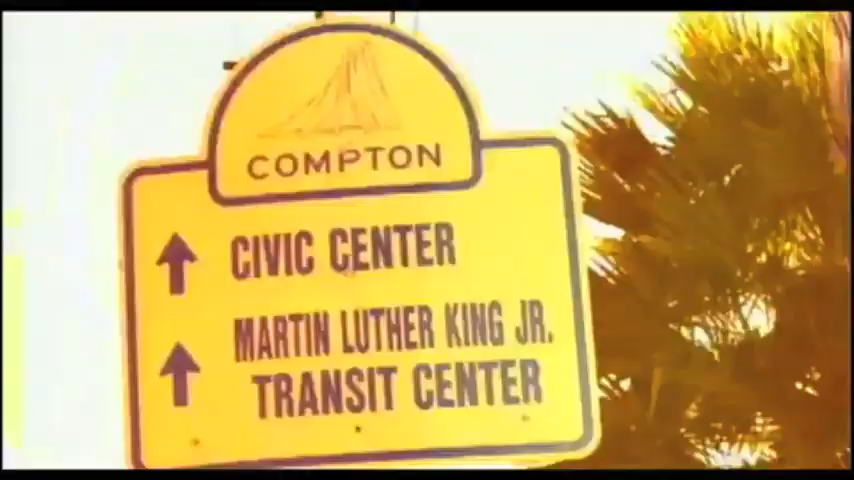 COMPTON
CIVIC CENTER
MARTIN LUTHER KING JR.
TRANSIT CENTER